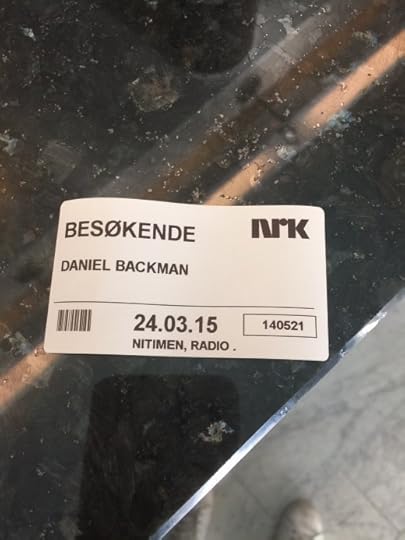 BESØKENDE NRK
DANIEL BACKMAN
24.03.15 140521
NITIMEN, RADIO .